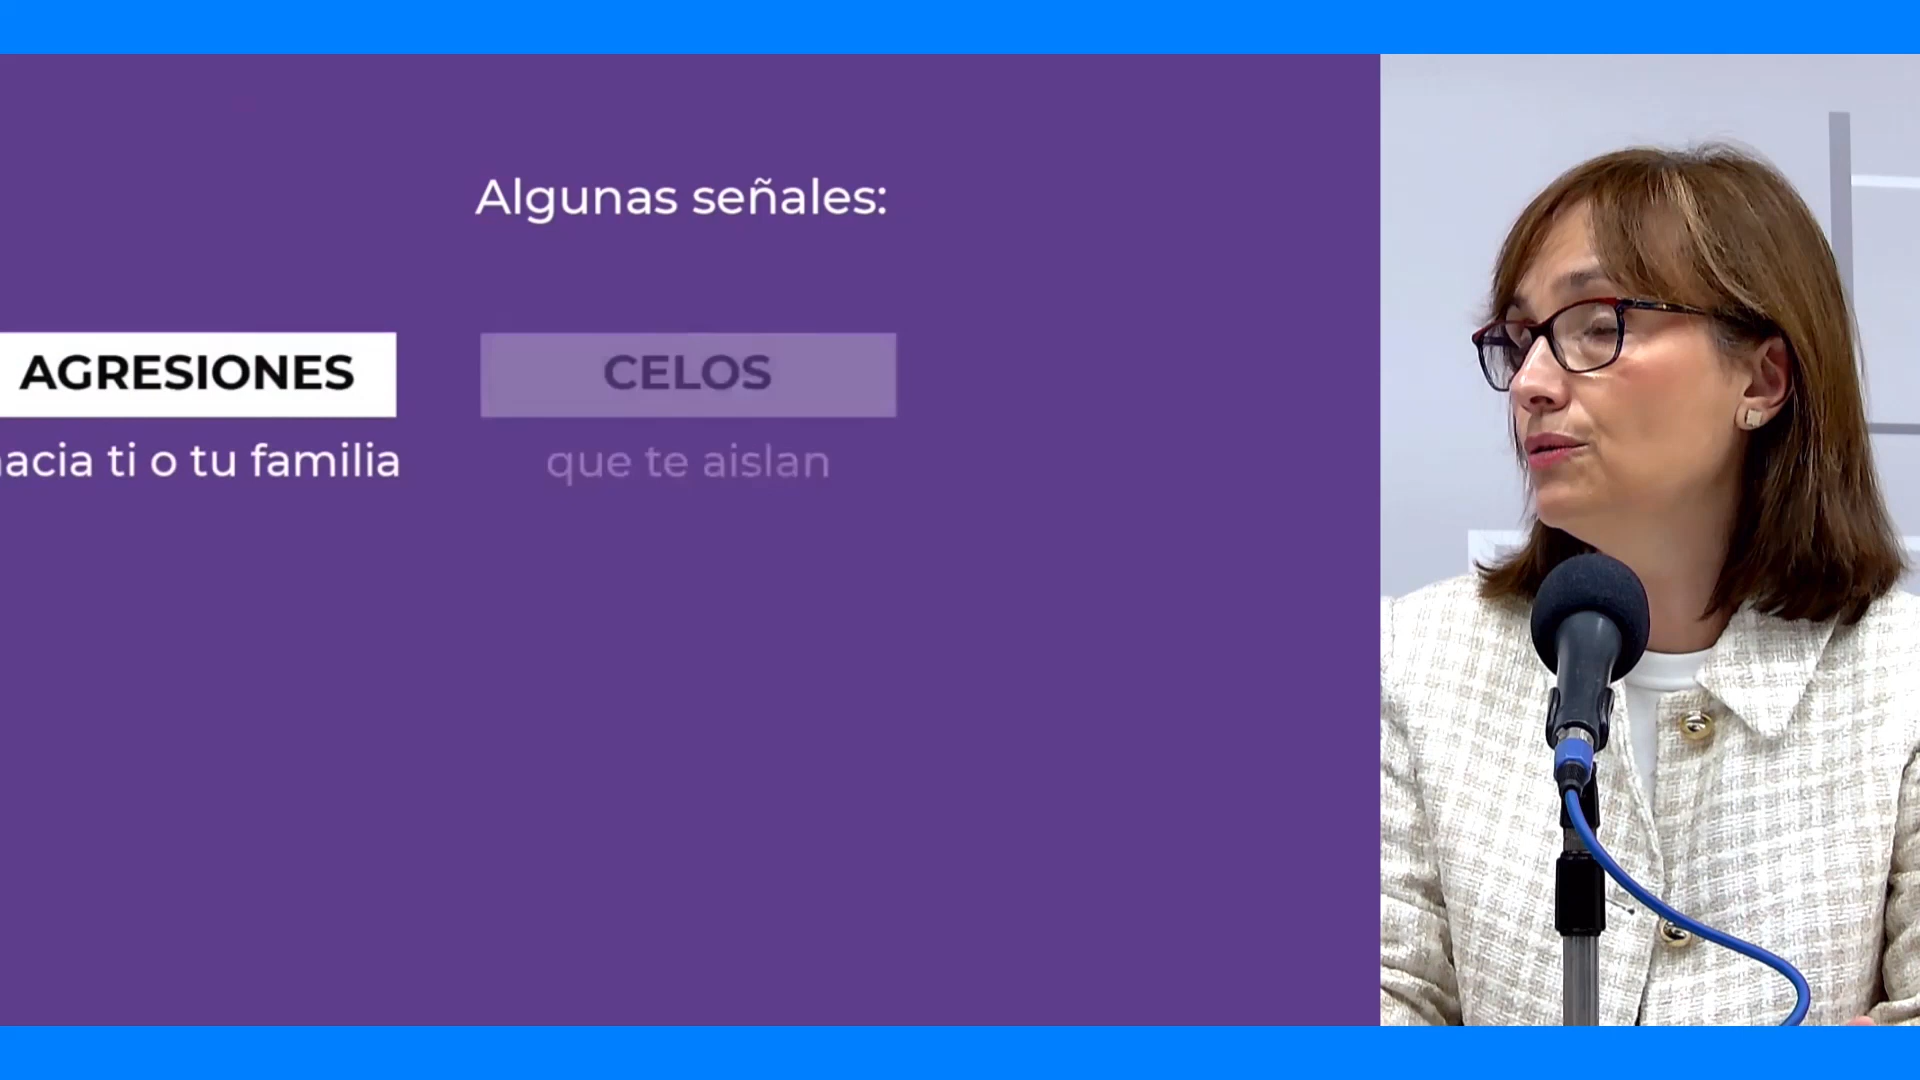 Algunas señales:
AGRESIONES
acia ti o tu familia
CELOS
que te aislan